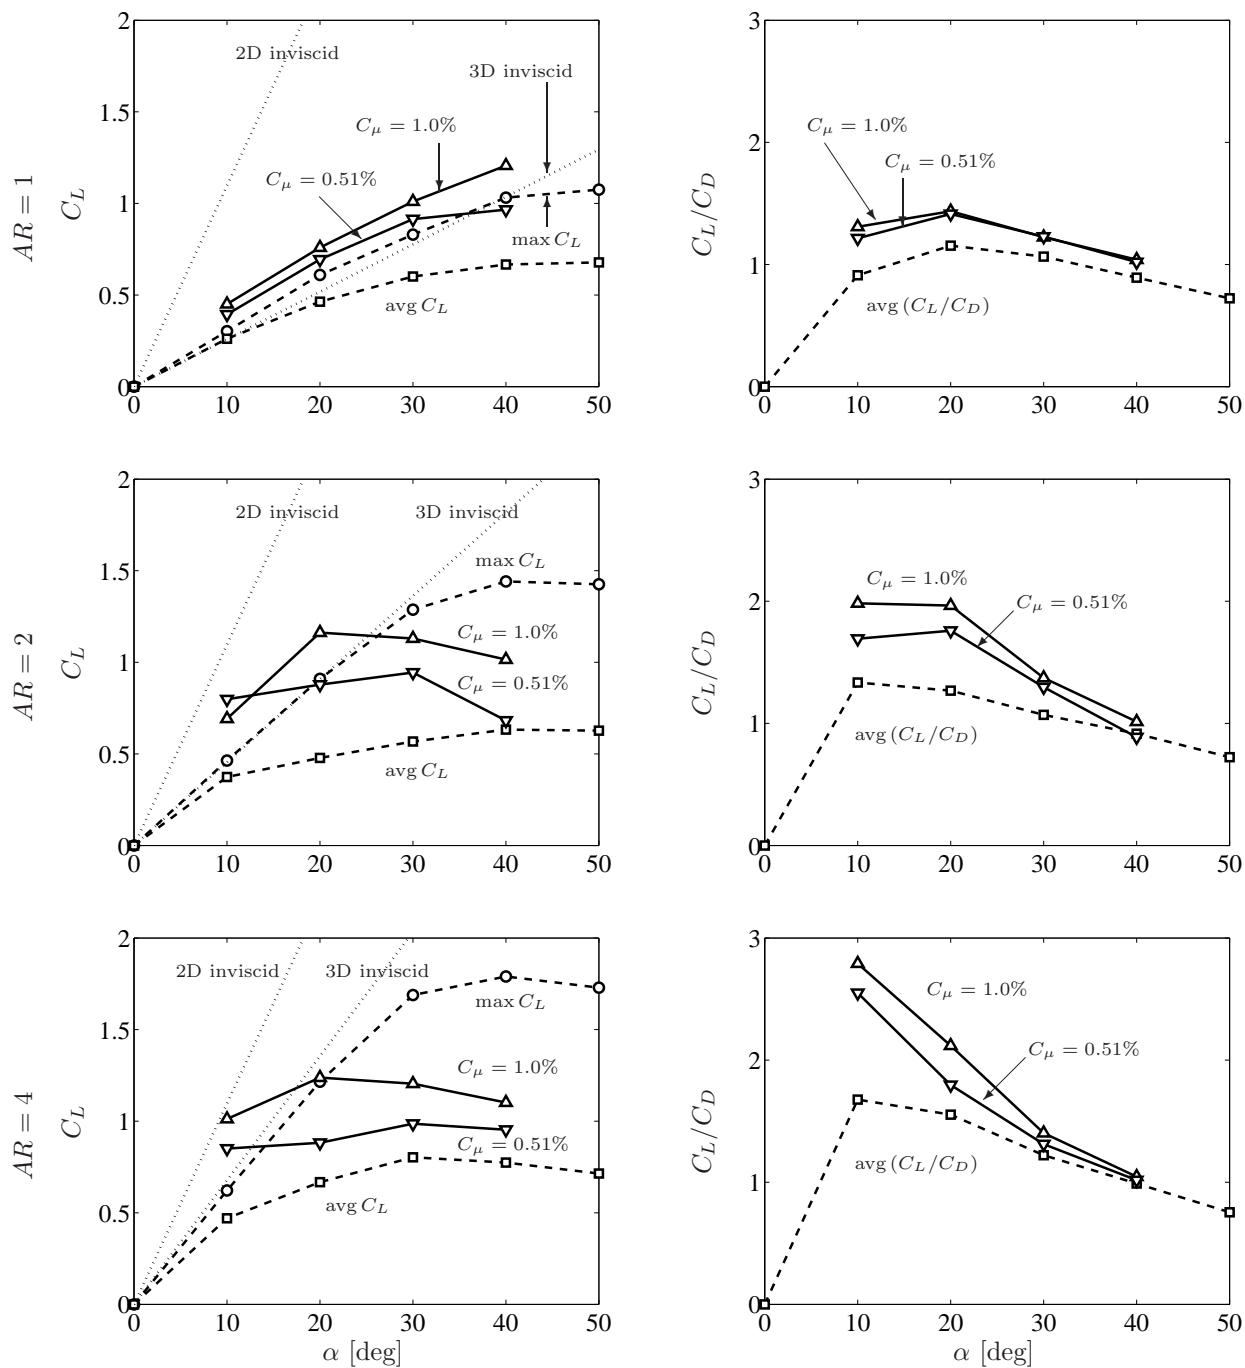 2
2D inviscid
3D inviscid
1.5
C_μ = 1.0%
C_μ = 0.51%
1
max C_L
0.5
avg C_L
0
0 10 20 30 40 50
AR = 1
C_L
3
2
C_μ = 1.0%
C_μ = 0.51%
1
avg (C_L/C_D)
0
0 10 20 30 40 50
C_L/C_D
2
2D inviscid
3D inviscid
1.5
max C_L
C_μ = 1.0%
1
C_μ = 0.51%
0.5
avg C_L
0
0 10 20 30 40 50
AR = 2
C_L
3
C_μ = 1.0%
2
C_μ = 0.51%
1
avg (C_L/C_D)
0
0 10 20 30 40 50
C_L/C_D
2
2D inviscid
3D inviscid
max C_L
1.5
C_μ = 1.0%
1
C_μ = 0.51%
0.5
avg C_L
0
0 10 20 30 40 50
α [deg]
AR = 4
C_L
3
C_μ = 1.0%
2
C_μ = 0.51%
1
avg (C_L/C_D)
0
0 10 20 30 40 50
α [deg]
C_L/C_D